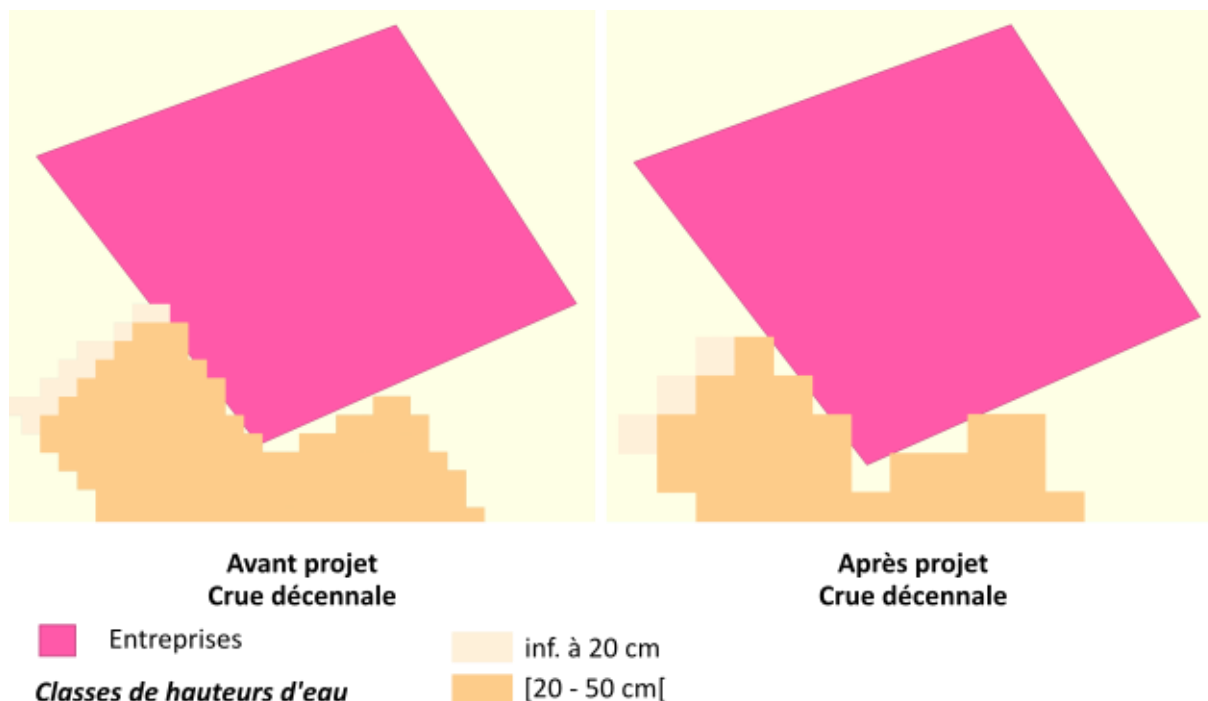 Avant projet
Crue décennale
Après projet
Crue décennale
Entreprises
Classes de hauteurs d'eau
inf. à 20 cm
[20 - 50 cm[